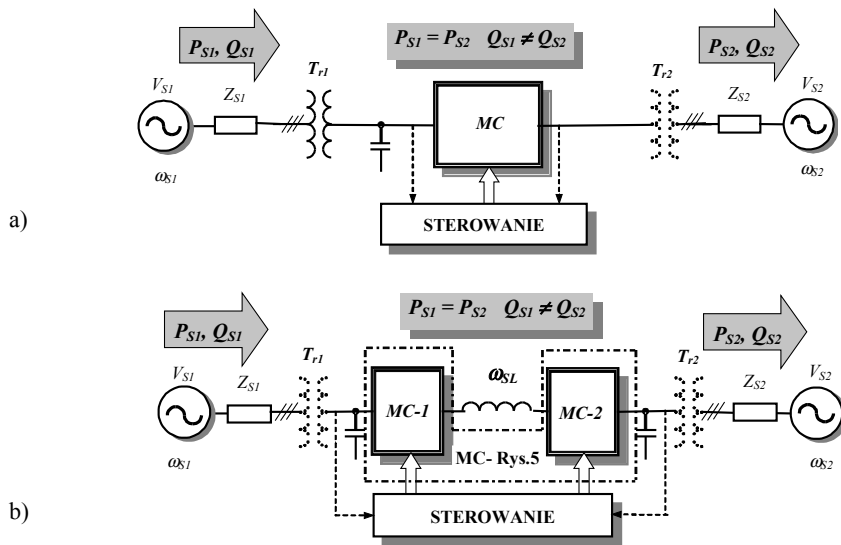 P_S1, Q_S1
P_S1 = P_S2 Q_S1 ≠ Q_S2
P_S2, Q_S2
V_S1
Z_S1
T_r1
MC
T_r2
Z_S2
V_S2
ω_S1
ω_S2
STEROWANIE
a)
P_S1, Q_S1
P_S1 = P_S2 Q_S1 ≠ Q_S2
P_S2, Q_S2
V_S1
Z_S1
T_r1
MC-1
ω_SL
MC-2
T_r2
Z_S2
V_S2
ω_S1
MC- Rys.5
ω_S2
STEROWANIE
b)